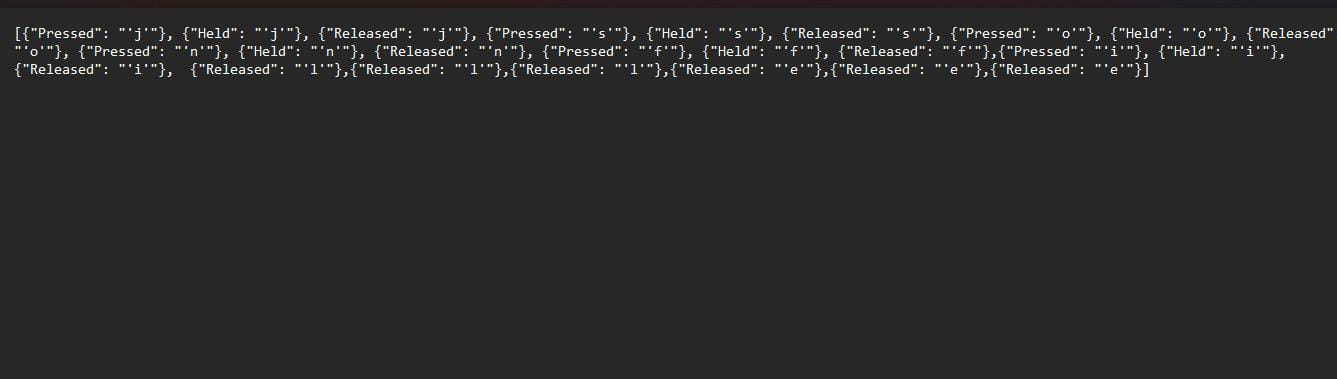 [{"Pressed": "'j'"}, {"Held": "'j'"}, {"Released": "'j'"}, {"Pressed": "'s'"}, {"Held": "'s'"}, {"Released": "'s'"}, {"Pressed": "'o'"}, {"Held": "'o'"}, {"Released":
"'o'"}, {"Pressed": "'n'"}, {"Held": "'n'"}, {"Released": "'n'"}, {"Pressed": "'f'"}, {"Held": "'f'"}, {"Released": "'f'"},{"Pressed": "'i'"}, {"Held": "'i'"},
{"Released": "'i'"},  {"Released": "'l'"},{"Released": "'l'"},{"Released": "'l'"},{"Released": "'e'"},{"Released": "'e'"},{"Released": "'e'"}]